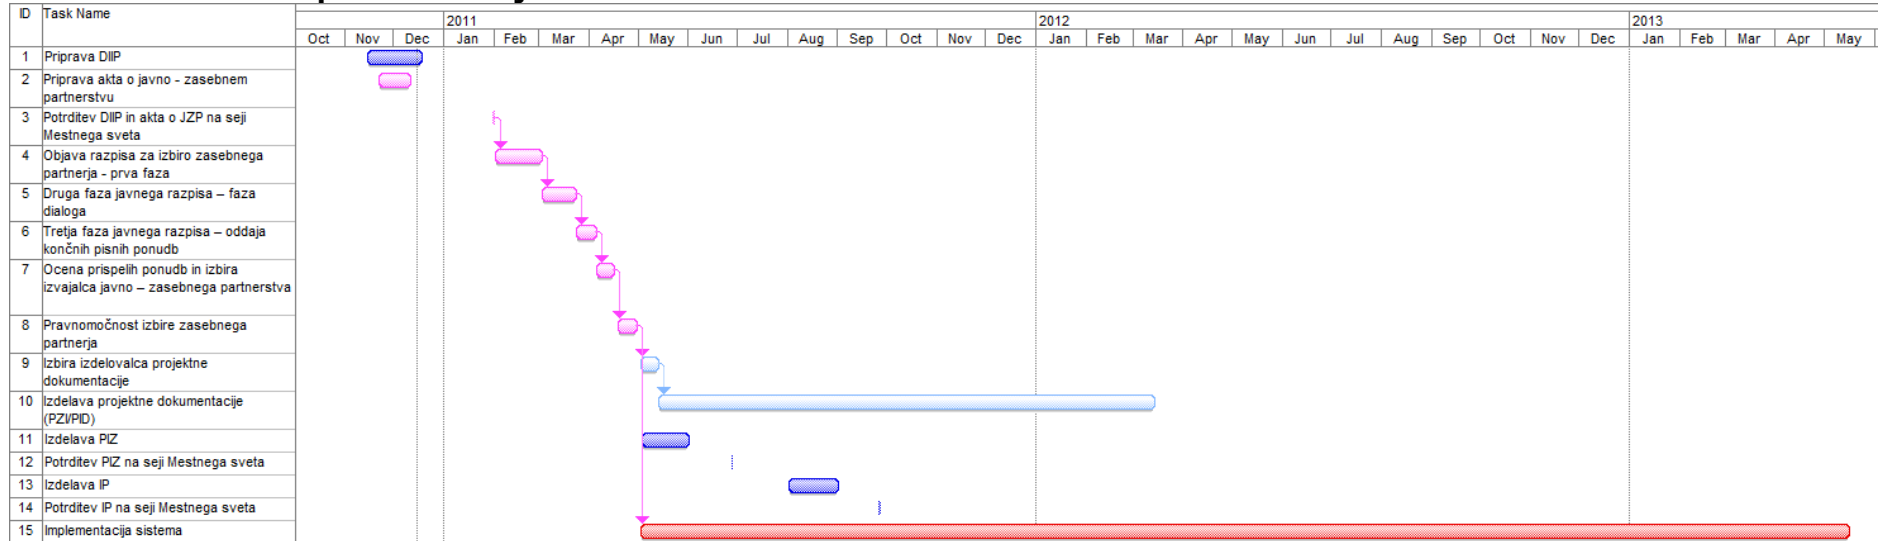 ID Task Name
2011 2012 2013
Oct Nov Dec Jan Feb Mar Apr May Jun Jul Aug Sep Oct Nov Dec Jan Feb Mar Apr May Jun Jul Aug Sep Oct Nov Dec Jan Feb Mar Apr May
1 Priprava DIIP
2 Priprava akta o javno - zasebnem
partnerstvu
3 Potrditev DIIP in akta o JZP na seji
Mestnega sveta
4 Objava razpisa za izbiro zasebnega
partnerja - prva faza
5 Druga faza javnega razpisa – faza
dialoga
6 Tretja faza javnega razpisa – oddaja
končnih pisnih ponudb
7 Ocena prispelih ponudb in izbira
izvajalca javno – zasebnega partnerstva
8 Pravnomočnost izbire zasebnega
partnerja
9 Izbira izdelovalca projektne
dokumentacije
10 Izdelava projektne dokumentacije
(PZI/PID)
11 Izdelava PIZ
12 Potrditev PIZ na seji Mestnega sveta
13 Izdelava IP
14 Potrditev IP na seji Mestnega sveta
15 Implementacija sistema